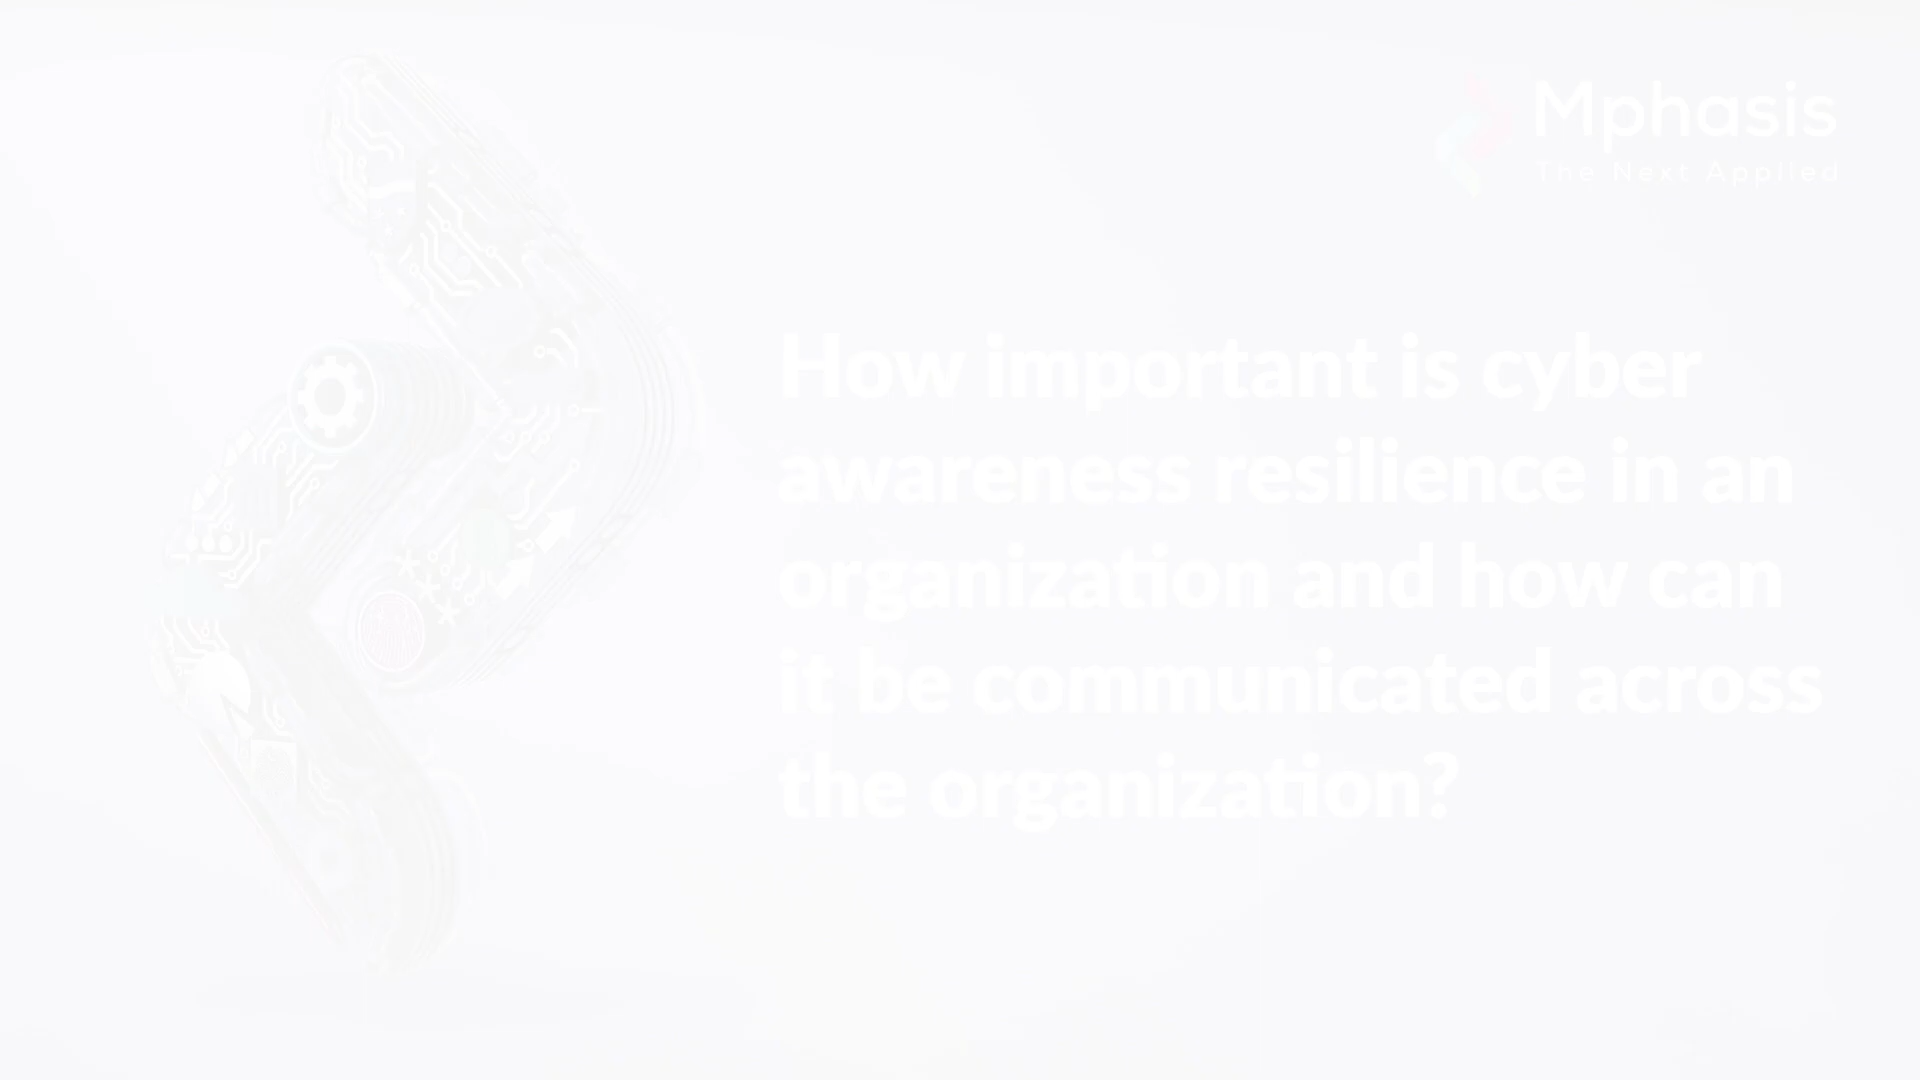 Mphasis
The Next Applied
How important is cyber
awareness resilience in an
organization and how can
it be communicated across
the organization?